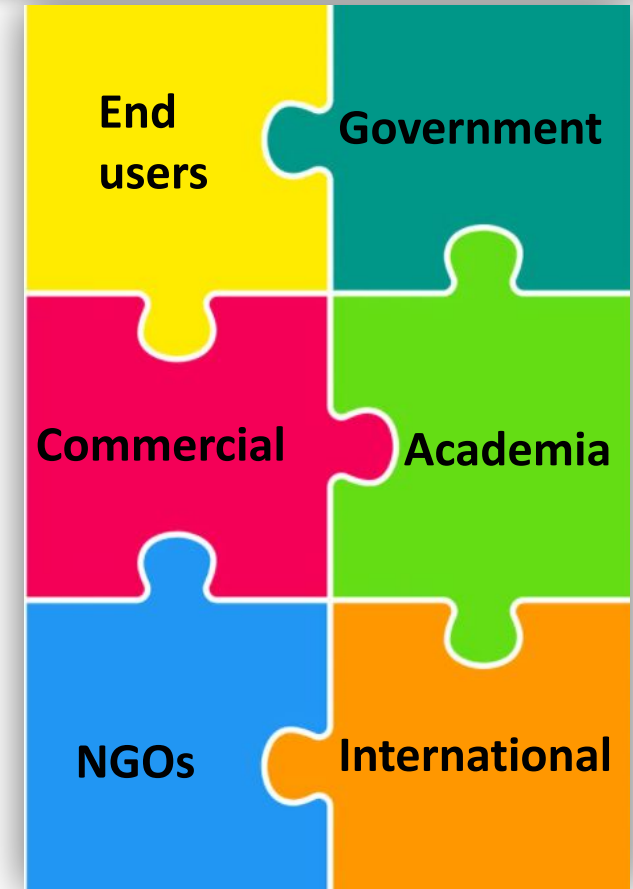 End
users
Government
Commercial
Academia
NGOs
International